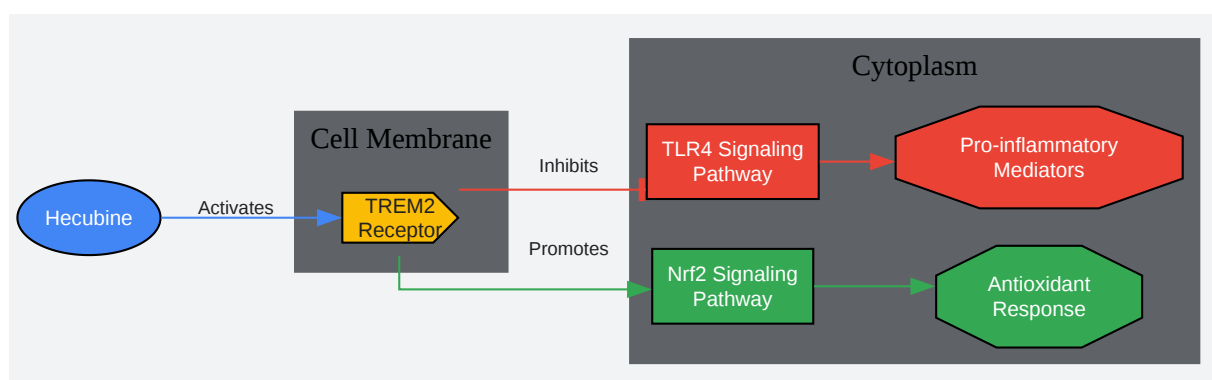 Cytoplasm
Cell Membrane
TLR4 Signaling
Pathway
Pro-inflammatory
Mediators
Inhibits
Hecubine
Activates
TREM2
Receptor
Promotes
Nrf2 Signaling
Pathway
Antioxidant
Response